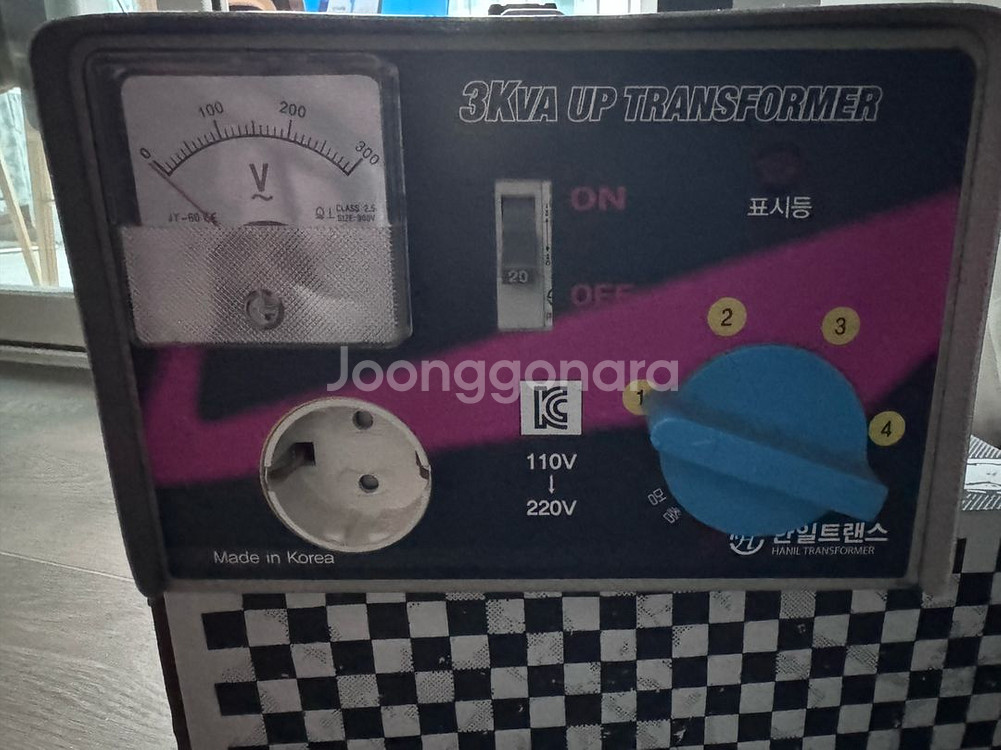 3KVA UP TRANSFORMER
0
100
200
300
V
~
CLASS 2.5
ON
20
OFF
표시등
Joonggonara
1
2
3
4
110V
↓
220V
한일트랜스
HANIL TRANSFORMER
Made in Korea